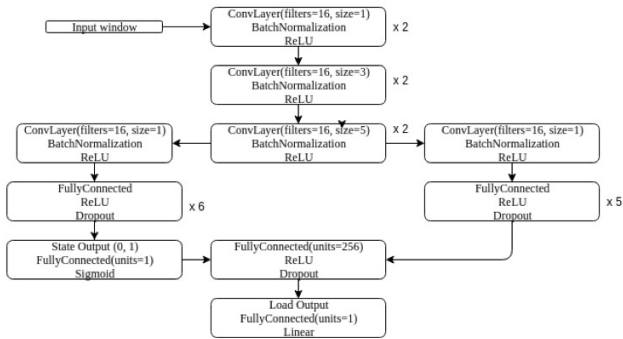 Input window
ConvLayer(filters=16, size=1)
BatchNormalization
ReLU
x 2
ConvLayer(filters=16, size=3)
BatchNormalization
ReLU
x 2
ConvLayer(filters=16, size=1)
BatchNormalization
ReLU
ConvLayer(filters=16, size=5)
BatchNormalization
ReLU
x 2
ConvLayer(filters=16, size=1)
BatchNormalization
ReLU
FullyConnected
ReLU
Dropout
x 6
FullyConnected
ReLU
Dropout
x 5
State Output (0, 1)
FullyConnected(units=1)
Sigmoid
FullyConnected(units=256)
ReLU
Dropout
Load Output
FullyConnected(units=1)
Linear